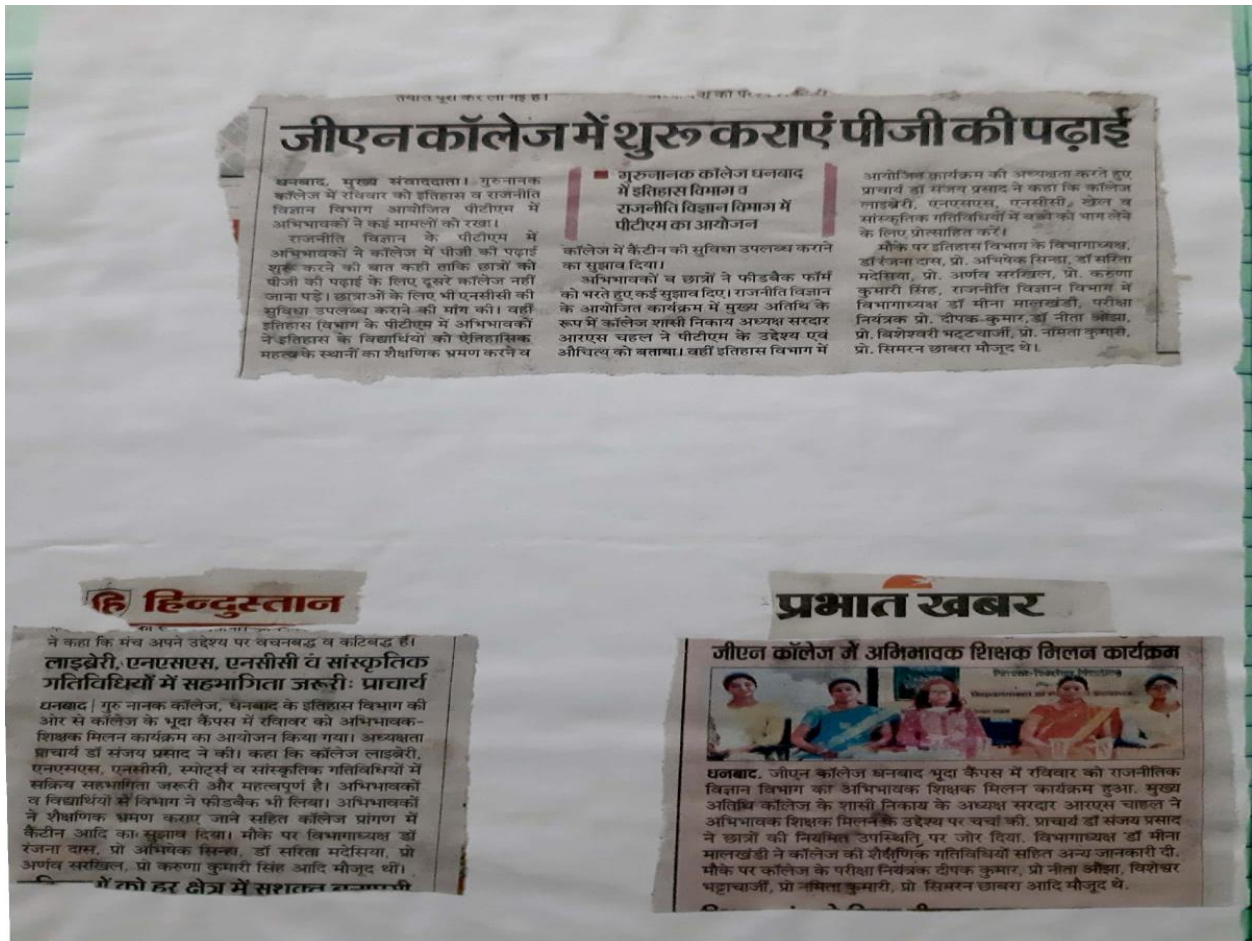 जीएन कॉलेज में शुरू कराएं पीजी की पढ़ाई
धनबाद, मुख्य संवाददाता। गुरुनानक
कॉलेज में रविवार को इतिहास व राजनीति
विज्ञान विभाग आयोजित पीटीएम में
अभिभावकों ने कई मामलों को रखा।
राजनीति विज्ञान के पीटीएम में
अभिभावकों ने कॉलेज में पीजी की पढ़ाई
शुरू करने की बात कही ताकि छात्रों को
पीजी की पढ़ाई के लिए दूसरे कॉलेज नहीं
जाना पड़े। छात्राओं के लिए भी एनसीसी की
सुविधा उपलब्ध कराने की मांग की। वहीं
इतिहास विभाग के पीटीएम में अभिभावकों
ने इतिहास के विद्यार्थियों को ऐतिहासिक
महत्व के स्थानों का शैक्षणिक भ्रमण करने व
गुरुनानक कॉलेज धनबाद
में इतिहास विभाग व
राजनीति विज्ञान विभाग में
पीटीएम का आयोजन
कॉलेज में कैंटीन की सुविधा उपलब्ध कराने
का सुझाव दिया।
अभिभावकों व छात्रों ने फीडबैक फॉर्म
को भरते हुए कई सुझाव दिए। राजनीति विज्ञान
के आयोजित कार्यक्रम में मुख्य अतिथि के
रूप में कॉलेज शासी निकाय अध्यक्ष सरदार
आरएस चहल ने पीटीएम के उद्देश्य एवं
औचित्य को बताया। वहीं इतिहास विभाग में
आयोजित कार्यक्रम की अध्यक्षता करते हुए
प्राचार्य डॉ संजय प्रसाद ने कहा कि कॉलेज
लाइब्रेरी, एनएसएस, एनसीसी, खेल व
सांस्कृतिक गतिविधियों में बच्चों को भाग लेने
के लिए प्रोत्साहित करें।
मौके पर इतिहास विभाग के विभागाध्यक्ष,
डॉ रंजना दास, प्रो. अभिषेक सिन्हा, डॉ सरिता
मदेसिया, प्रो. अर्णव सरखिल, प्रो. करुणा
कुमारी सिंह, राजनीति विज्ञान विभाग में
विभागाध्यक्ष डॉ मीना मालखंडी, परीक्षा
नियंत्रक प्रो. दीपक कुमार, डॉ नीता ओझा,
प्रो. बिशेश्वरी भट्टचार्जी, प्रो. नमिता कुमारी,
प्रो. सिमरन छाबरा मौजूद थे।
हि हिन्दुस्तान
ने कहा कि मंच अपने उद्देश्य पर वचनबद्ध व कटिबद्ध है।
लाइब्रेरी, एनएसएस, एनसीसी व सांस्कृतिक
गतिविधियों में सहभागिता जरूरी: प्राचार्य
धनबाद | गुरु नानक कॉलेज, धनबाद के इतिहास विभाग की
ओर से कॉलेज के भूदा कैंपस में रविवार को अभिभावक-
शिक्षक मिलन कार्यक्रम का आयोजन किया गया। अध्यक्षता
प्राचार्य डॉ संजय प्रसाद ने की। कहा कि कॉलेज लाइब्रेरी,
एनएसएस, एनसीसी, स्पोर्ट्स व सांस्कृतिक गतिविधियों में
सक्रिय सहभागिता जरूरी और महत्वपूर्ण है। अभिभावकों
व विद्यार्थियों से विभाग ने फीडबैक भी लिया। अभिभावकों
ने शैक्षणिक भ्रमण कराए जाने सहित कॉलेज प्रांगण में
कैंटीन आदि का सुझाव दिया। मौके पर विभागाध्यक्ष डॉ
रंजना दास, प्रो अभिषेक सिन्हा, डॉ सरिता मदेसिया, प्रो
अर्णव सरखिल, प्रो करुणा कुमारी सिंह आदि मौजूद थीं।
में को हर क्षेत्र में सशक्त
प्रभात खबर
जीएन कॉलेज में अभिभावक शिक्षक मिलन कार्यक्रम
Parent-Teacher Meeting
Department of Political Science
धनबाद. जीएन कॉलेज धनबाद भूदा कैंपस में रविवार को राजनीतिक
विज्ञान विभाग का अभिभावक शिक्षक मिलन कार्यक्रम हुआ. मुख्य
अतिथि कॉलेज के शासी निकाय के अध्यक्ष सरदार आरएस चाहल ने
अभिभावक शिक्षक मिलन के उद्देश्य पर चर्चा की. प्राचार्य डॉ संजय प्रसाद
ने छात्रों की नियमित उपस्थिति पर जोर दिया. विभागाध्यक्ष डॉ मीना
मालखंडी ने कॉलेज की शैक्षणिक गतिविधियों सहित अन्य जानकारी दी.
मौके पर कॉलेज के परीक्षा नियंत्रक दीपक कुमार, प्रो नीता ओझा, विशेश्वर
भट्टाचार्जी, प्रो नमिता कुमारी, प्रो सिमरन छाबरा आदि मौजूद थे.